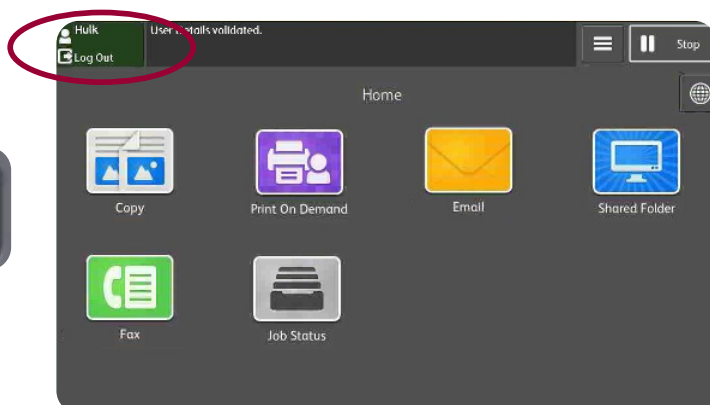 Hulk
User Details validated.
Log Out
Stop
Home
Copy
Print On Demand
Email
Shared Folder
Fax
Job Status